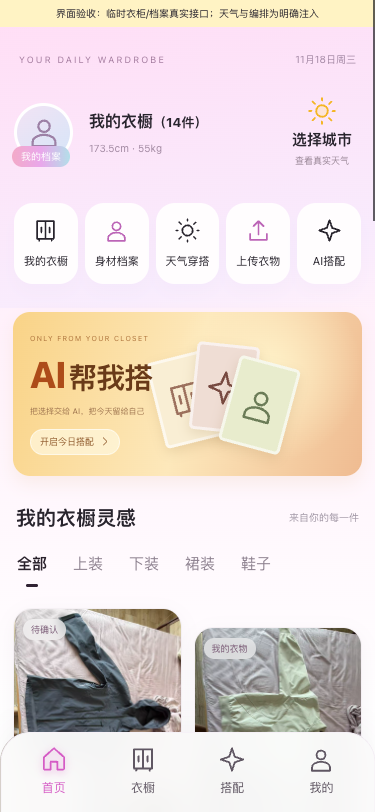 界面验收：临时衣柜/档案真实接口；天气与编排为明确注入
YOUR DAILY WARDROBE
11月18日周三
我的衣橱（14件）
173.5cm · 55kg
我的档案
选择城市
查看真实天气
我的衣橱
身材档案
天气穿搭
上传衣物
AI搭配
ONLY FROM YOUR CLOSET
AI帮我搭
把选择交给 AI，把今天留给自己
开启今日搭配
我的衣橱灵感
来自你的每一件
全部
上装
下装
裙装
鞋子
待确认
我的衣物
首页
衣橱
搭配
我的